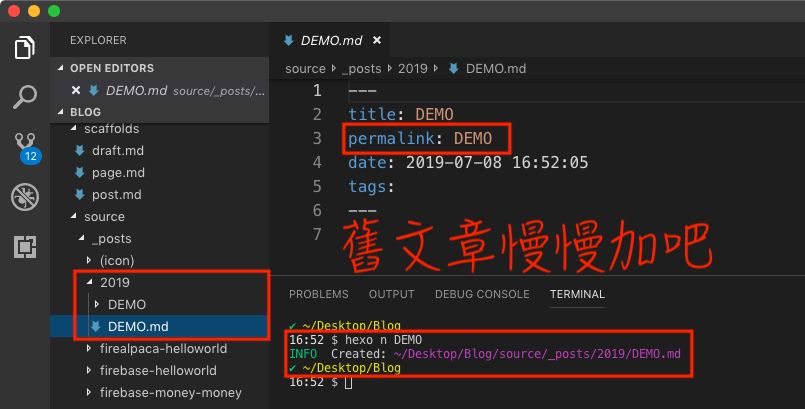 EXPLORER
OPEN EDITORS
DEMO.md source/_posts/...
BLOG
scaffolds
draft.md
page.md
post.md
source
_posts
(icon)
2019
DEMO
DEMO.md
firealpaca-helloworld
firebase-helloworld
firebase-money-money
12
DEMO.md
source _posts 2019 DEMO.md
1 ---
2 title: DEMO
3 permalink: DEMO
4 date: 2019-07-08 16:52:05
5 tags:
6 ---
7
舊文章慢慢加吧
PROBLEMS OUTPUT DEBUG CONSOLE TERMINAL
✔ ~/Desktop/Blog
16:52 $ hexo n DEMO
INFO Created: ~/Desktop/Blog/source/_posts/2019/DEMO.md
✔ ~/Desktop/Blog
16:52 $